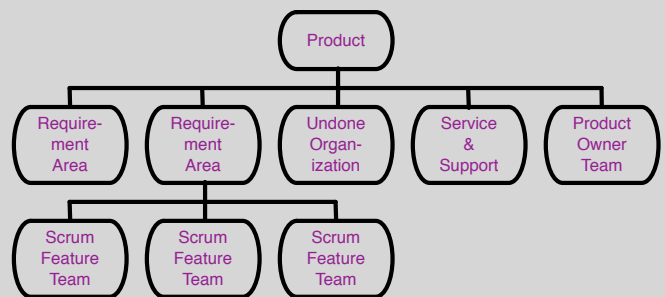 Product
Require-
ment
Area
Require-
ment
Area
Undone
Organ-
ization
Service
&
Support
Product
Owner
Team
Scrum
Feature
Team
Scrum
Feature
Team
Scrum
Feature
Team